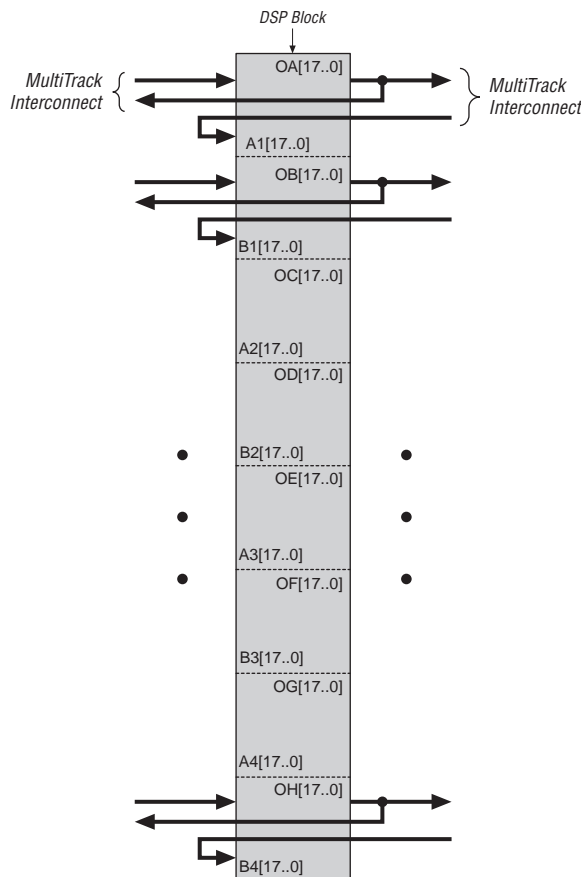 DSP Block
MultiTrack
Interconnect
OA[17..0]
MultiTrack
Interconnect
A1[17..0]
OB[17..0]
B1[17..0]
OC[17..0]
A2[17..0]
OD[17..0]
B2[17..0]
OE[17..0]
A3[17..0]
OF[17..0]
B3[17..0]
OG[17..0]
A4[17..0]
OH[17..0]
B4[17..0]